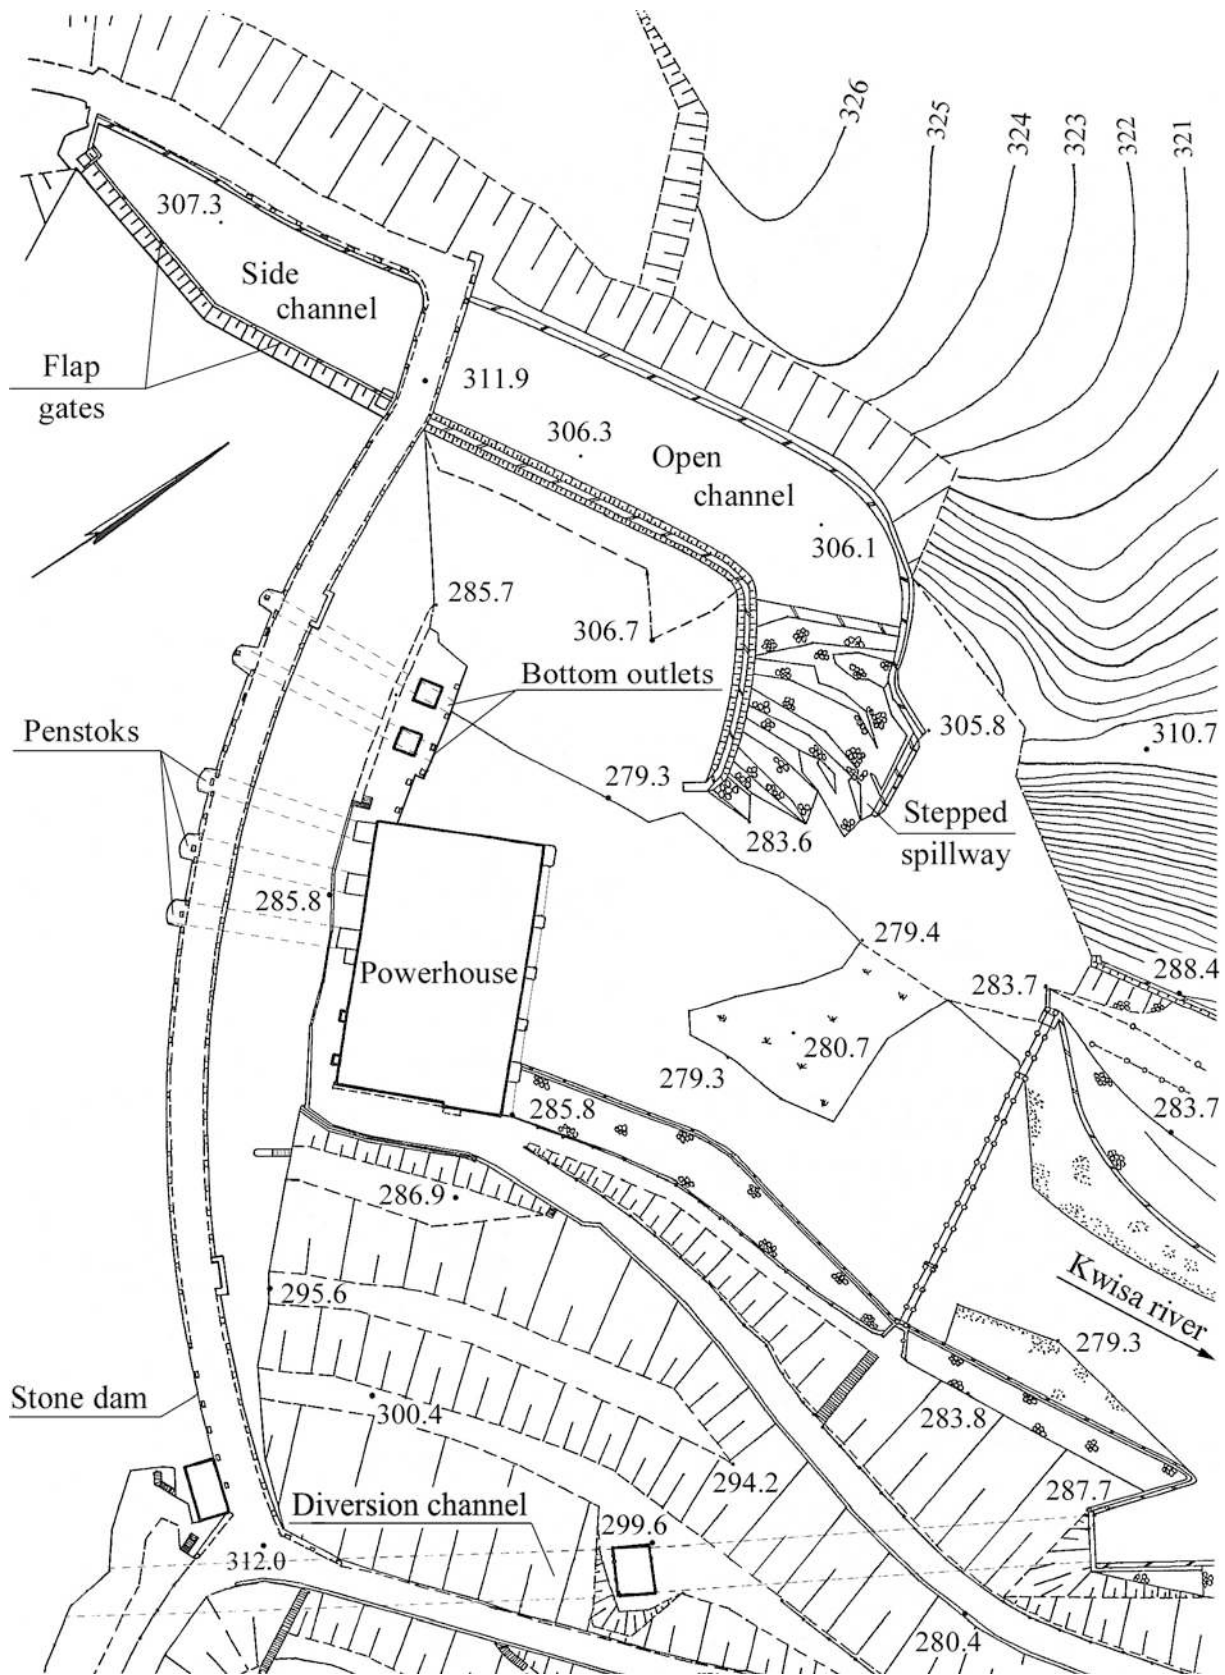 326
325
324
323
322
321
307.3
Side
channel
Flap
gates
311.9
306.3
Open
channel
306.1
285.7
306.7
Bottom outlets
Penstoks
305.8
310.7
279.3
Stepped
spillway
283.6
285.8
279.4
Powerhouse
283.7
288.4
280.7
279.3
285.8
283.7
286.9
Kwisa river
295.6
279.3
Stone dam
300.4
283.8
294.2
287.7
Diversion channel
299.6
312.0
280.4